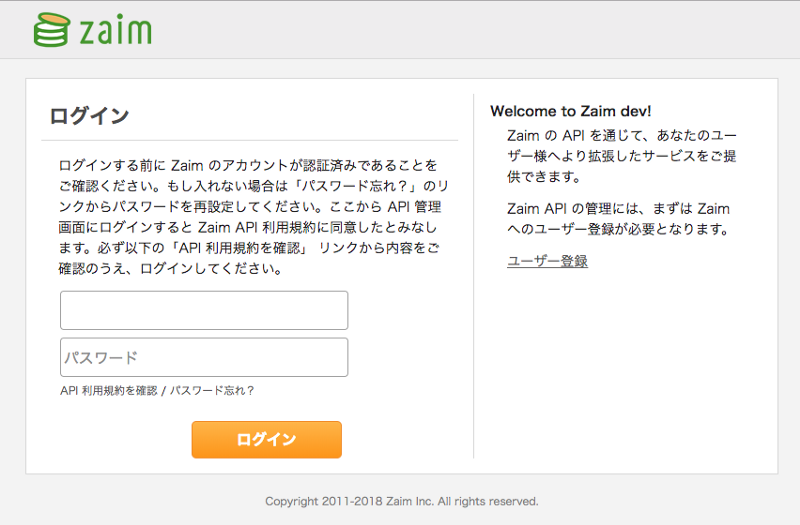 zaim
ログイン
ログインする前に Zaim のアカウントが認証済みであることを
ご確認ください。もし入れない場合は「パスワード忘れ？」のリ
ンクからパスワードを再設定してください。ここから API 管理
画面にログインすると Zaim API 利用規約に同意したとみなし
ます。必ず以下の「API 利用規約を確認」 リンクから内容をご
確認のうえ、ログインしてください。
パスワード
API 利用規約を確認 / パスワード忘れ？
ログイン
Welcome to Zaim dev!
Zaim の API を通じて、あなたのユー
ザー様へより拡張したサービスをご提
供できます。
Zaim API の管理には、まずは Zaim
へのユーザー登録が必要となります。
ユーザー登録
Copyright 2011-2018 Zaim Inc. All rights reserved.